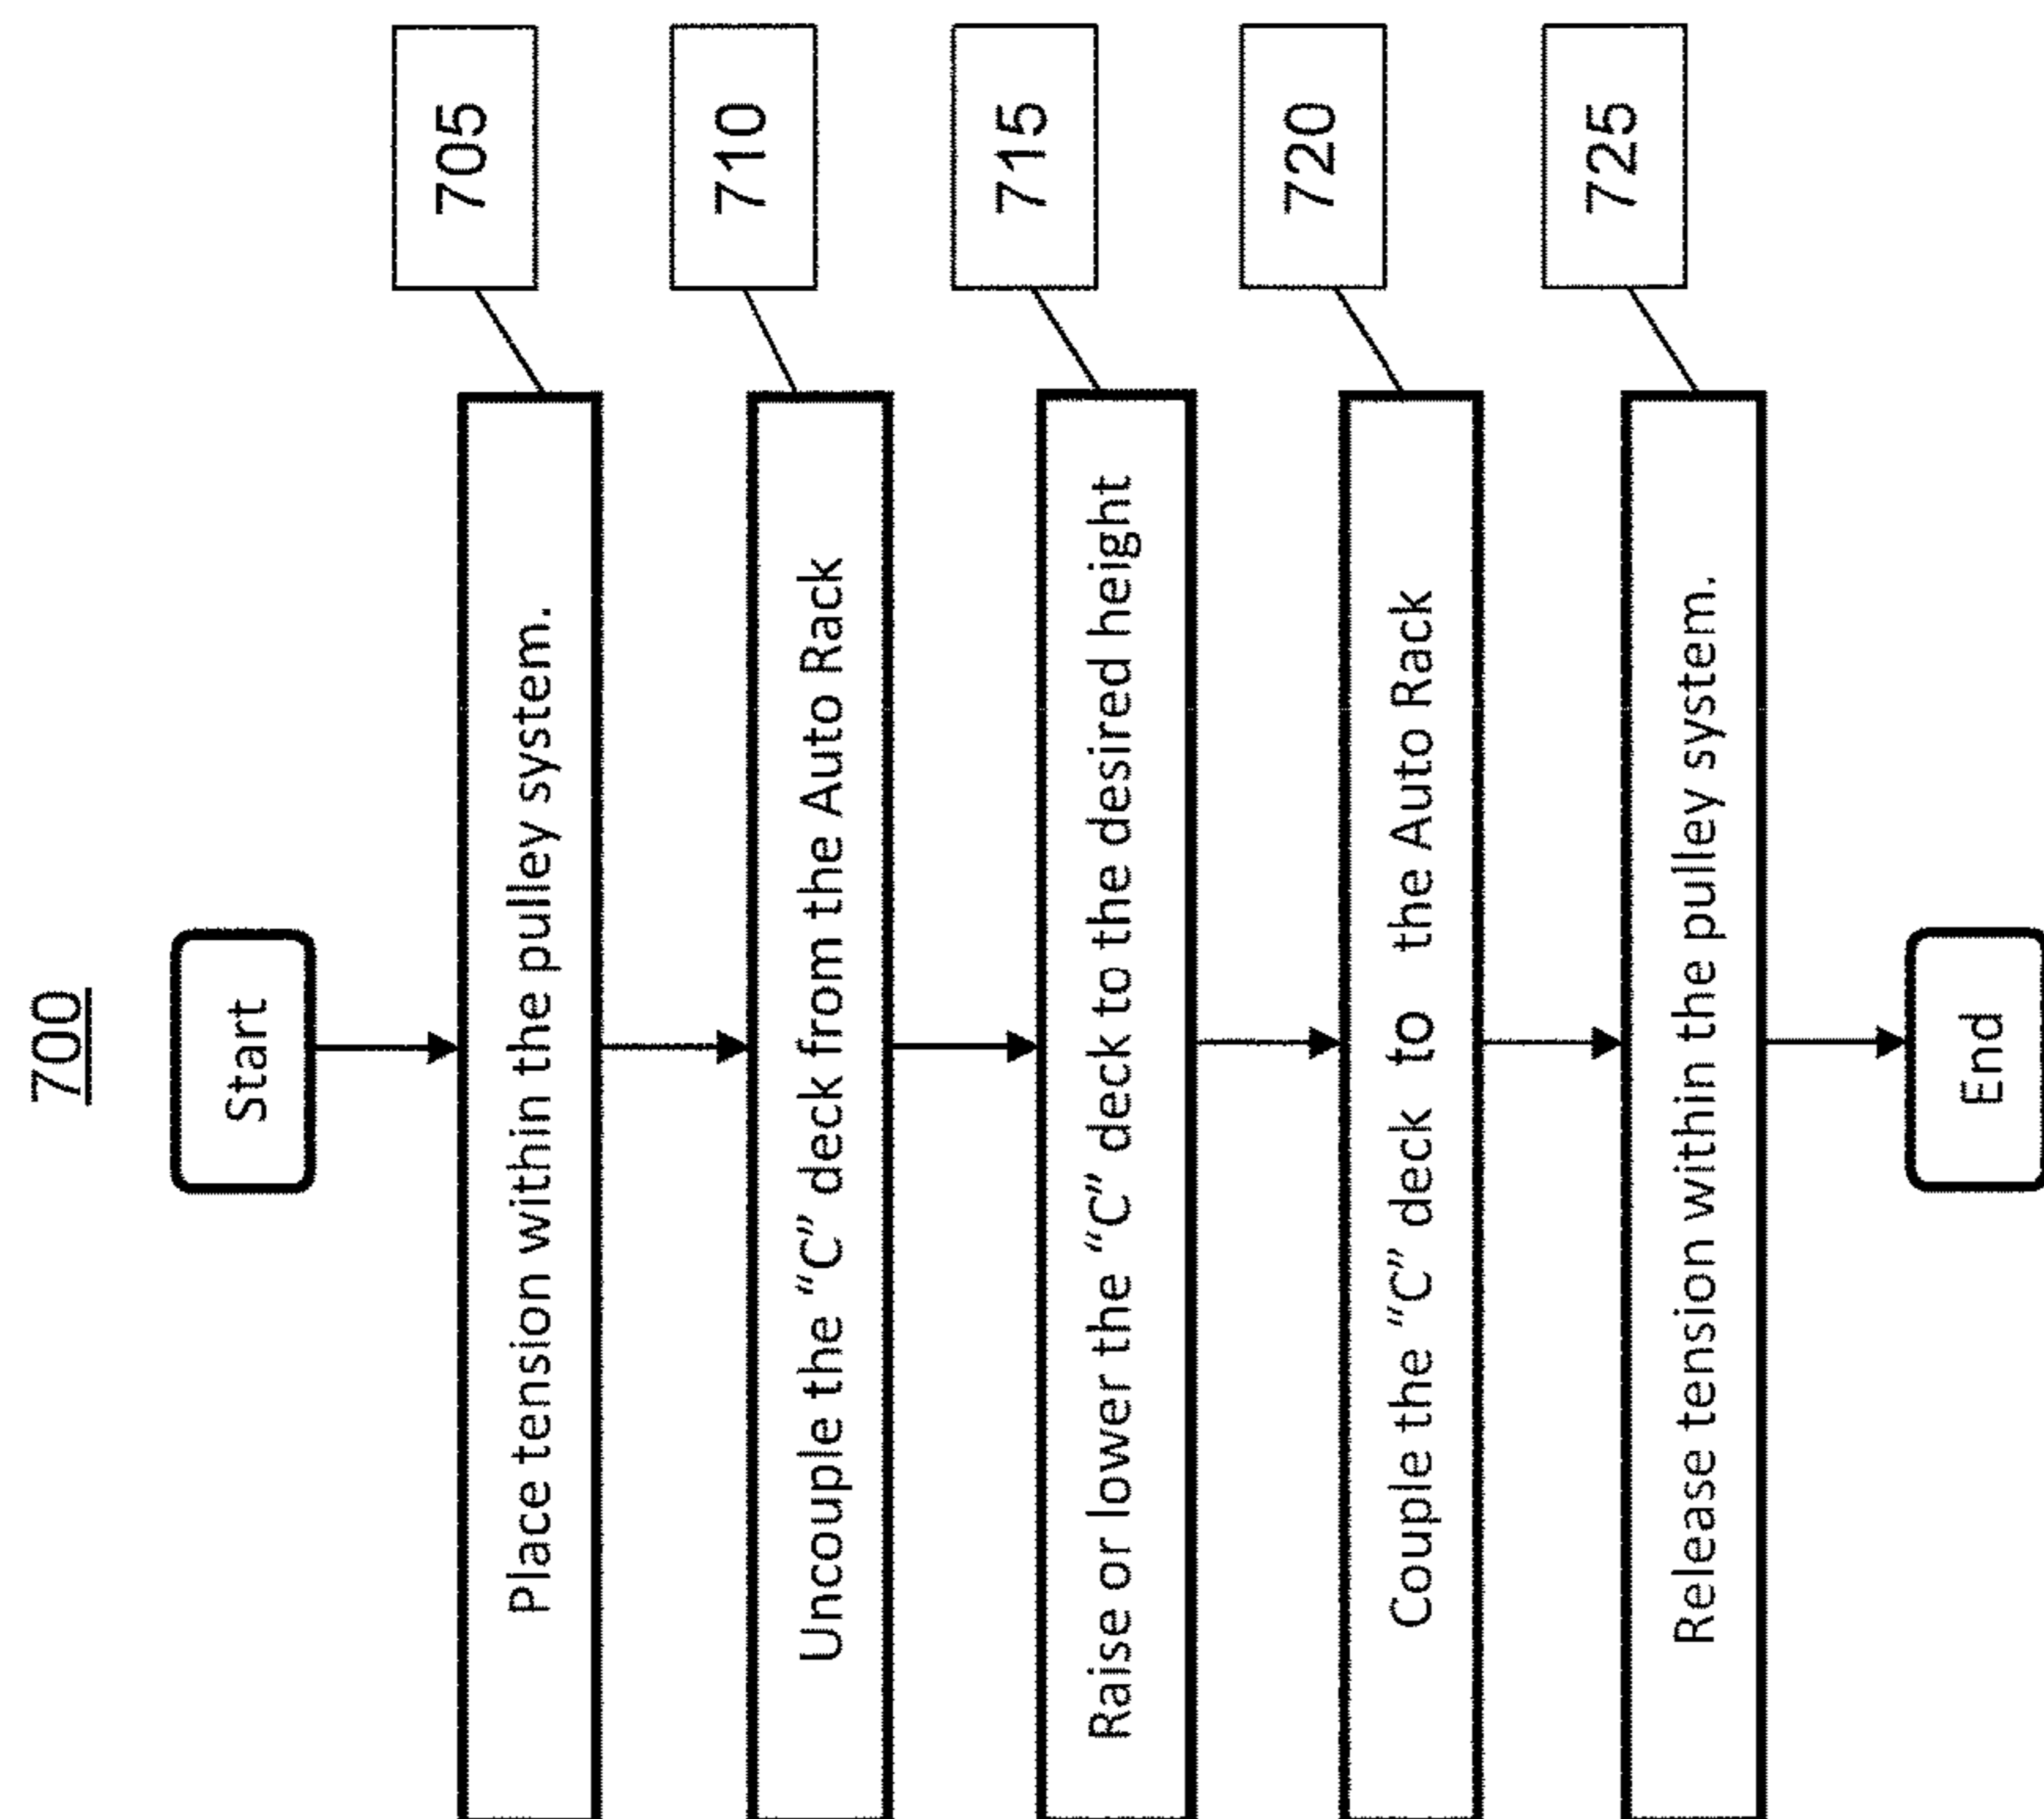 700
Start
Place tension within the pulley system.
705
Uncouple the “C” deck from the Auto Rack
710
Raise or lower the “C” deck to the desired height
715
Couple the “C” deck to the Auto Rack
720
Release tension within the pulley system.
725
End